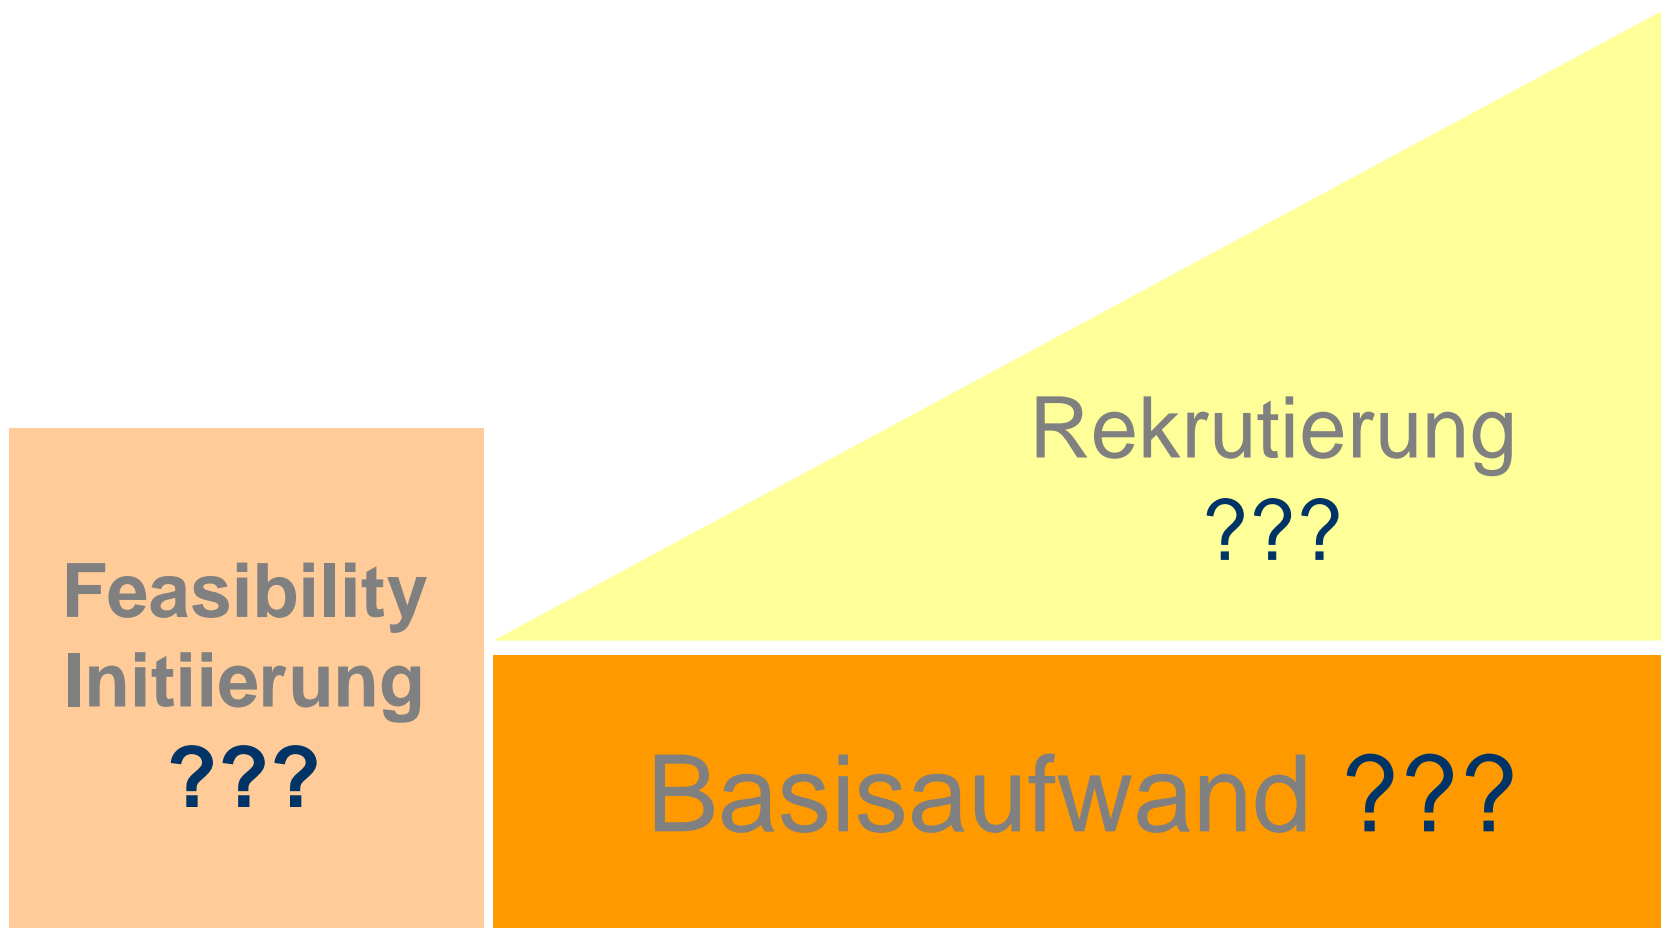 Rekrutierung
???
Feasibility
Initiierung
???
Basisaufwand ???